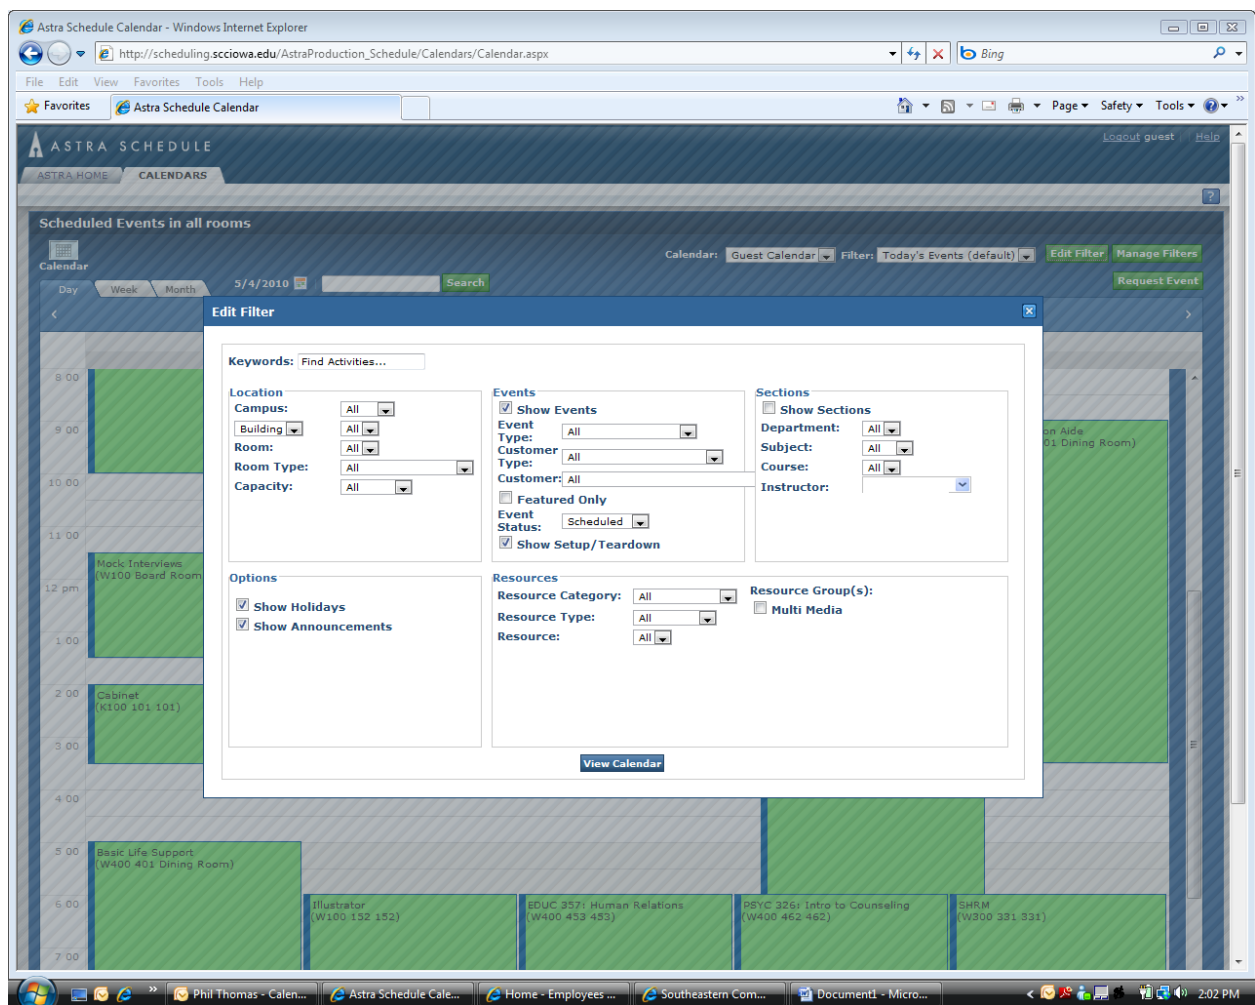 Astra Schedule Calendar - Windows Internet Explorer
http://scheduling.scciowa.edu/AstraProduction_Schedule/Calendars/Calendar.aspx
Bing
File Edit View Favorites Tools Help
Favorites Astra Schedule Calendar Page Safety Tools
Logout guest | Help
ASTRA SCHEDULE
ASTRA HOME CALENDARS
?
Scheduled Events in all rooms
Calendar
Calendar: Guest Calendar Filter: Today's Events (default) Edit Filter Manage Filters
Day Week Month 5/4/2010 Search Request Event
Edit Filter
Keywords: Find Activities...
Location
Campus: All
Building All
Room: All
Room Type: All
Capacity: All
Events
Show Events
Event Type: All
Customer Type: All
Customer: All
Featured Only
Event Status: Scheduled
Show Setup/Teardown
Sections
Show Sections
Department: All
Subject: All
Course: All
Instructor:
Options
Show Holidays
Show Announcements
Resources
Resource Category: All
Resource Type: All
Resource: All
Resource Group(s):
Multi Media
View Calendar
8 00
9 00
on Aide
01 Dining Room)
10 00
11 00
Mock Interviews
(W100 Board Room
12 pm
1 00
2 00
Cabinet
(K100 101 101)
3 00
4 00
5 00
Basic Life Support
(W400 401 Dining Room)
6 00
Illustrator
(W100 152 152)
EDUC 357: Human Relations
(W400 453 453)
PSYC 326: Intro to Counseling
(W400 462 462)
SHRM
(W300 331 331)
7 00
Phil Thomas - Calen... Astra Schedule Cale... Home - Employees ... Southeastern Com... Document1 - Micro... 2:02 PM